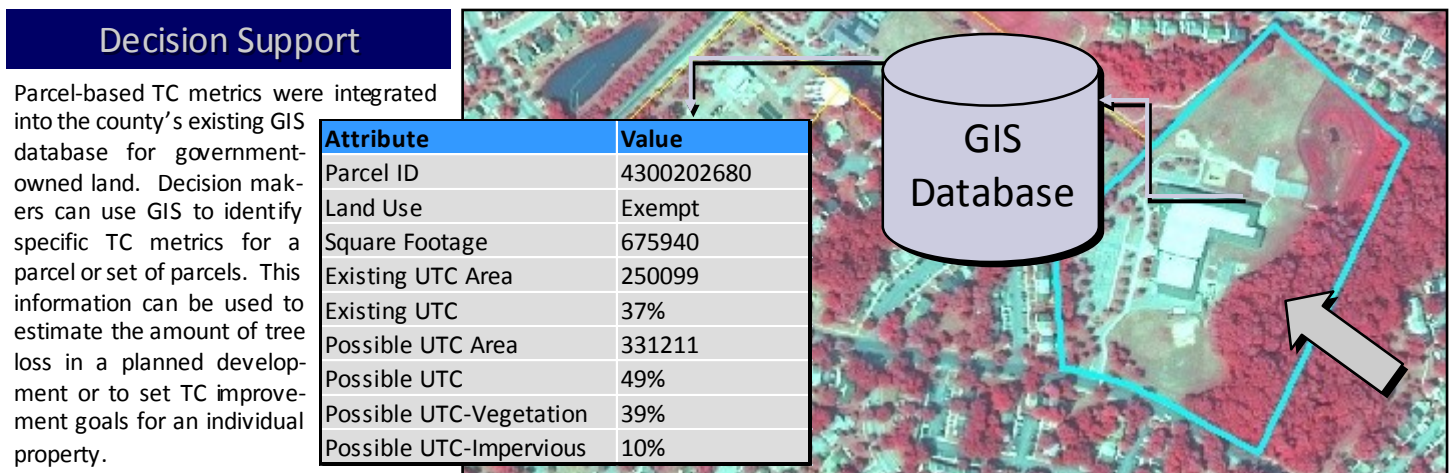 Decision Support
Parcel-based TC metrics were integrated
into the county's existing GIS
database for government-
owned land. Decision mak-
ers can use GIS to identify
specific TC metrics for a
parcel or set of parcels. This
information can be used to
estimate the amount of tree
loss in a planned develop-
ment or to set TC improve-
ment goals for an individual
property.
Attribute Value
Parcel ID 4300202680
Land Use Exempt
Square Footage 675940
Existing UTC Area 250099
Existing UTC 37%
Possible UTC Area 331211
Possible UTC 49%
Possible UTC-Vegetation 39%
Possible UTC-Impervious 10%
GIS
Database